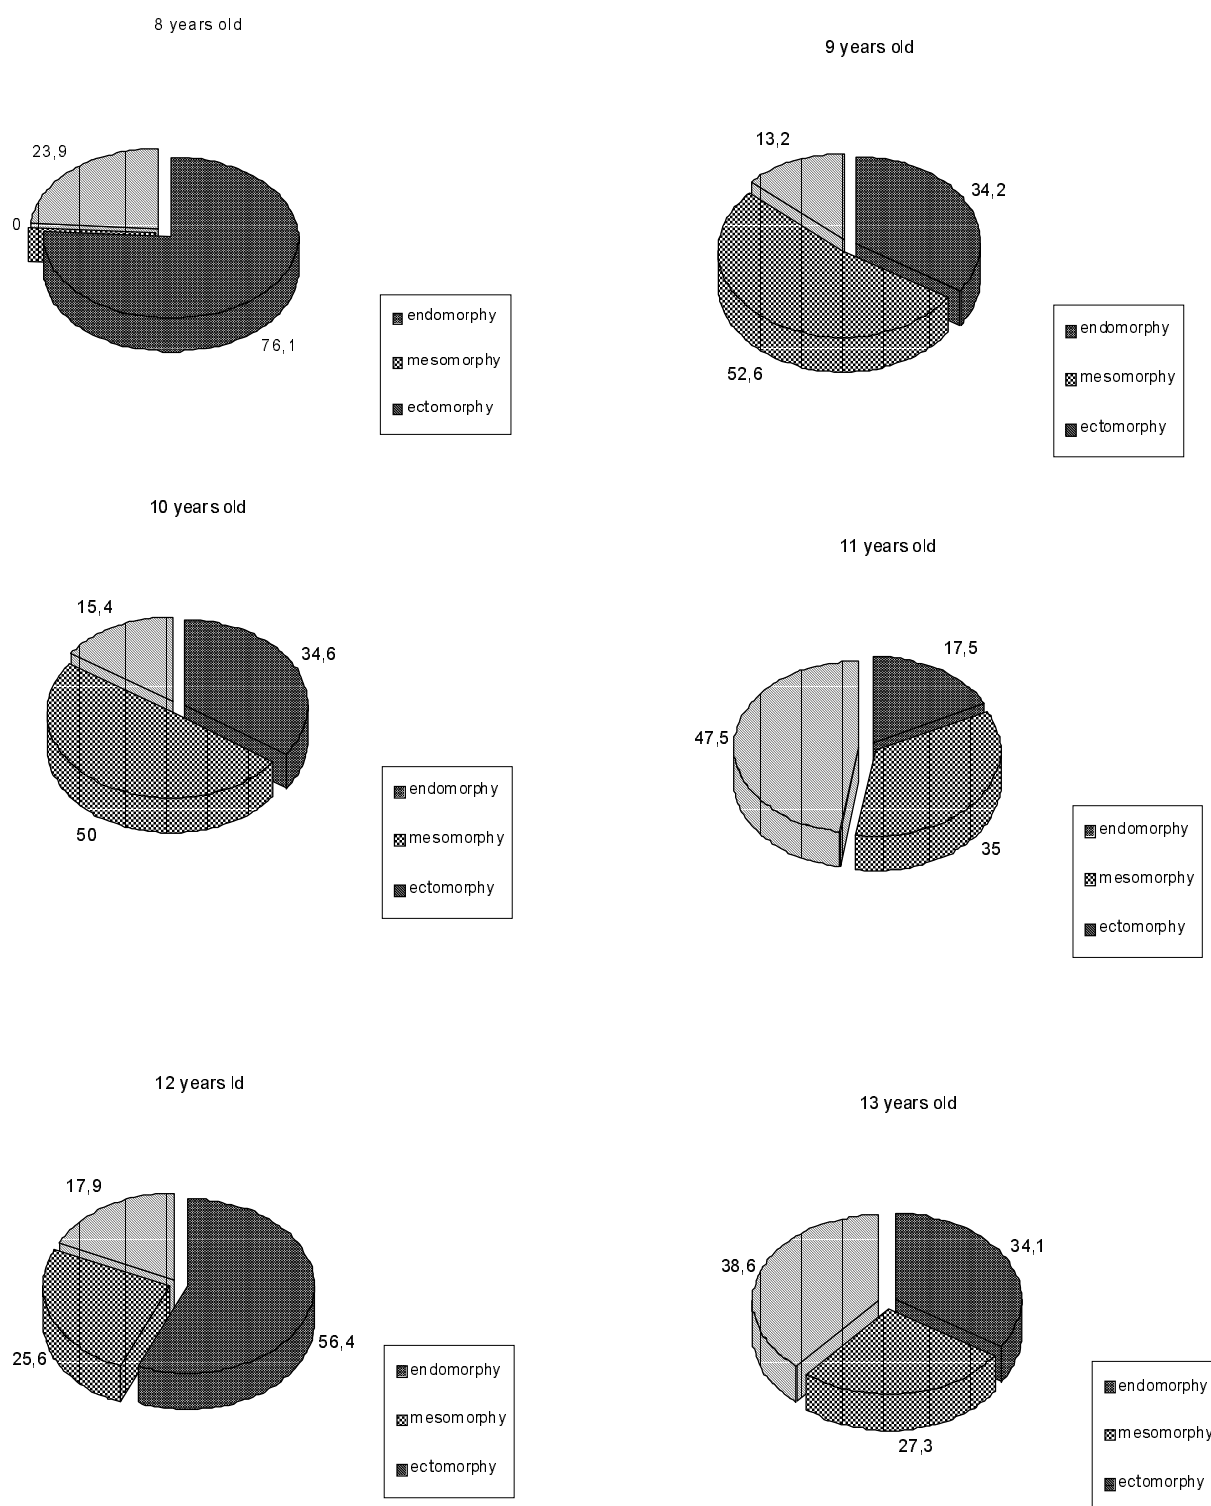 8 years old
23,9
0
76,1
endomorphy
mesomorphy
ectomorphy
9 years old
13,2
34,2
52,6
endomorphy
mesomorphy
ectomorphy
10 years old
15,4
34,6
50
endomorphy
mesomorphy
ectomorphy
11 years old
17,5
47,5
35
endomorphy
mesomorphy
ectomorphy
12 years ld
17,9
25,6
56,4
endomorphy
mesomorphy
ectomorphy
13 years old
38,6
34,1
27,3
endomorphy
mesomorphy
ectomorphy